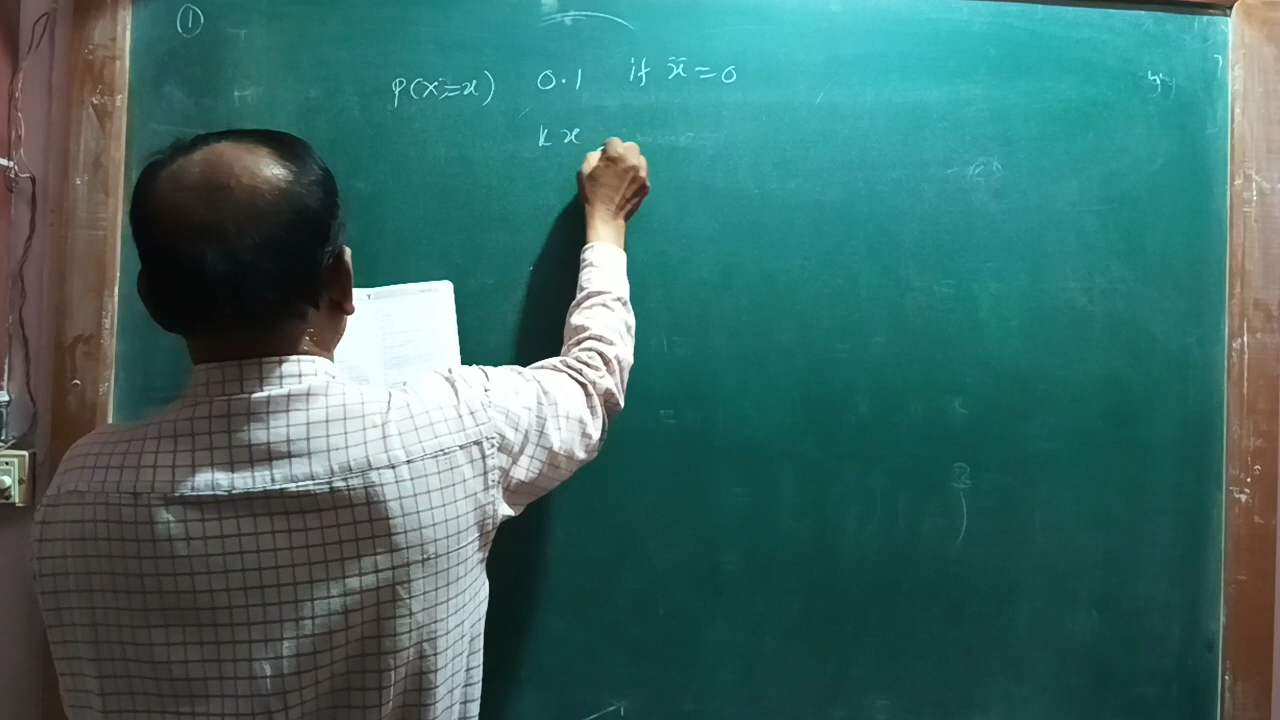 ①
P(X=x) 0.1 if x=0
kx